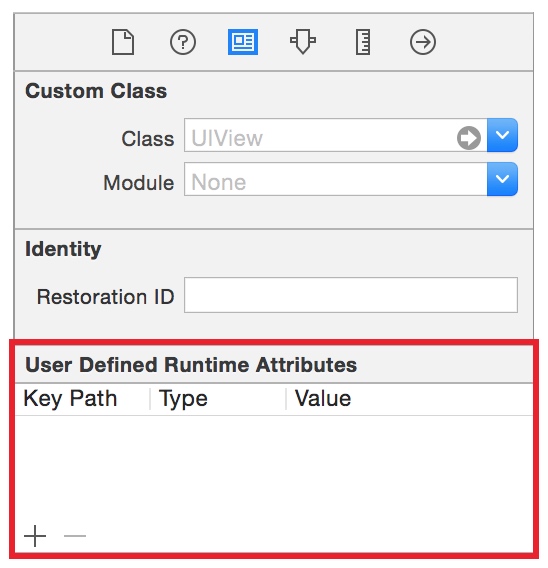 Custom Class
Class UIView
Module None
Identity
Restoration ID
User Defined Runtime Attributes
Key Path Type Value